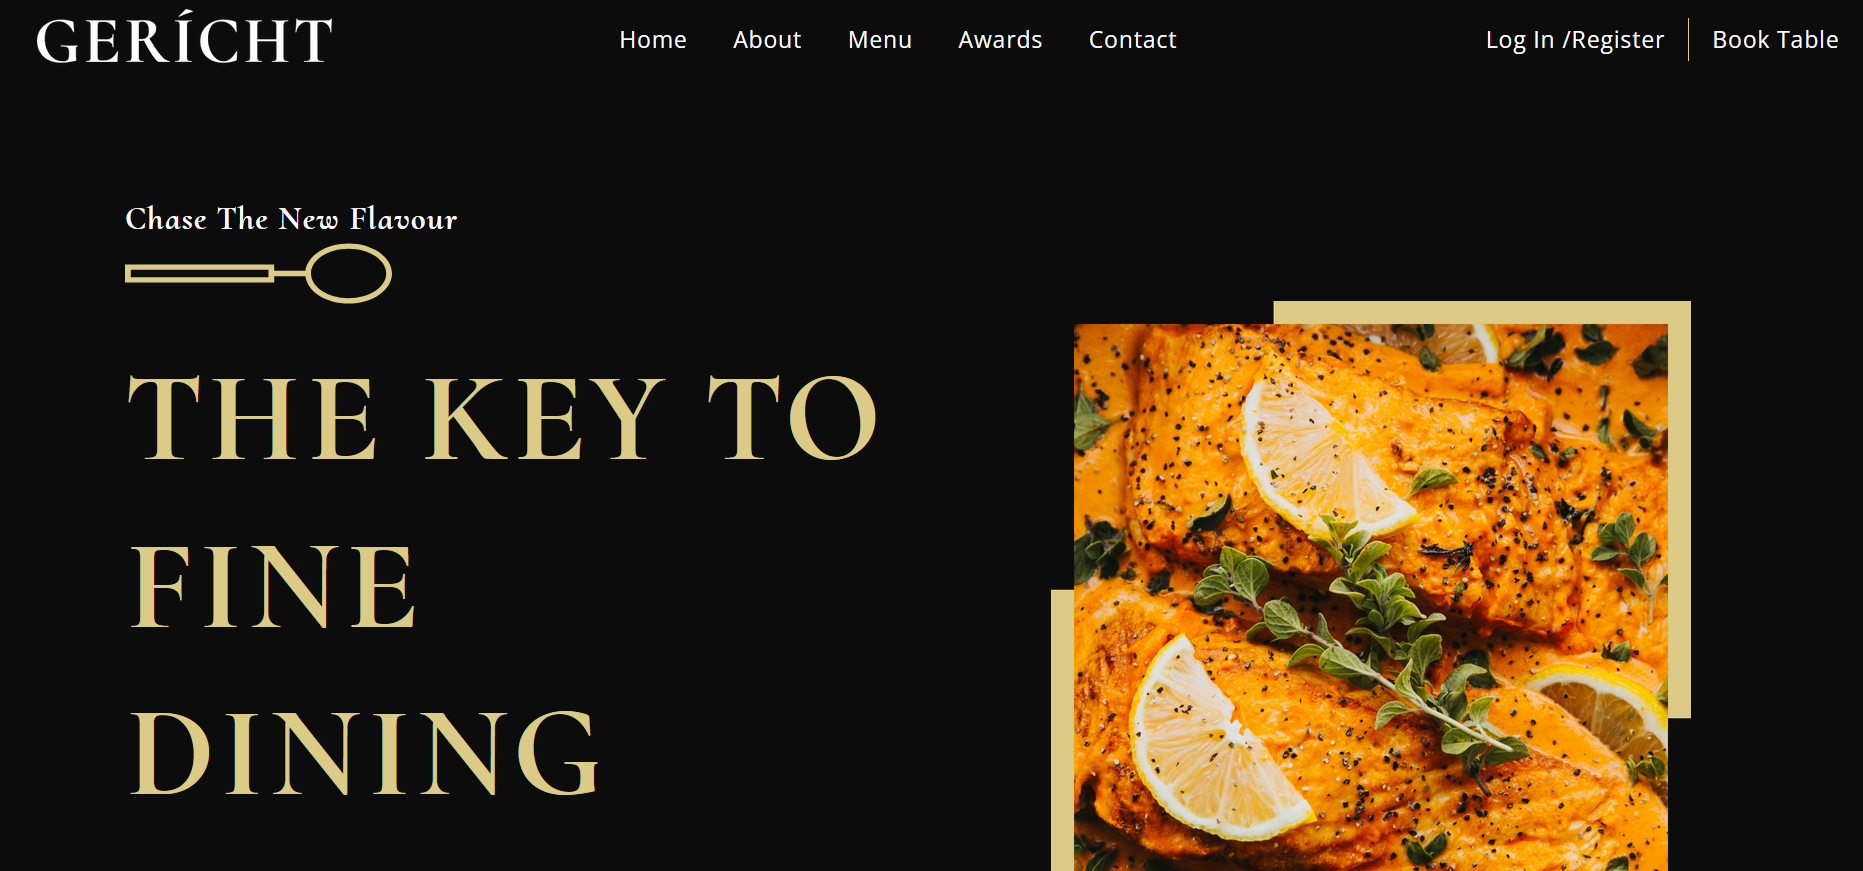 GERÍCHT
Home About Menu Awards Contact
Log In /Register Book Table
Chase The New Flavour
THE KEY TO
FINE
DINING